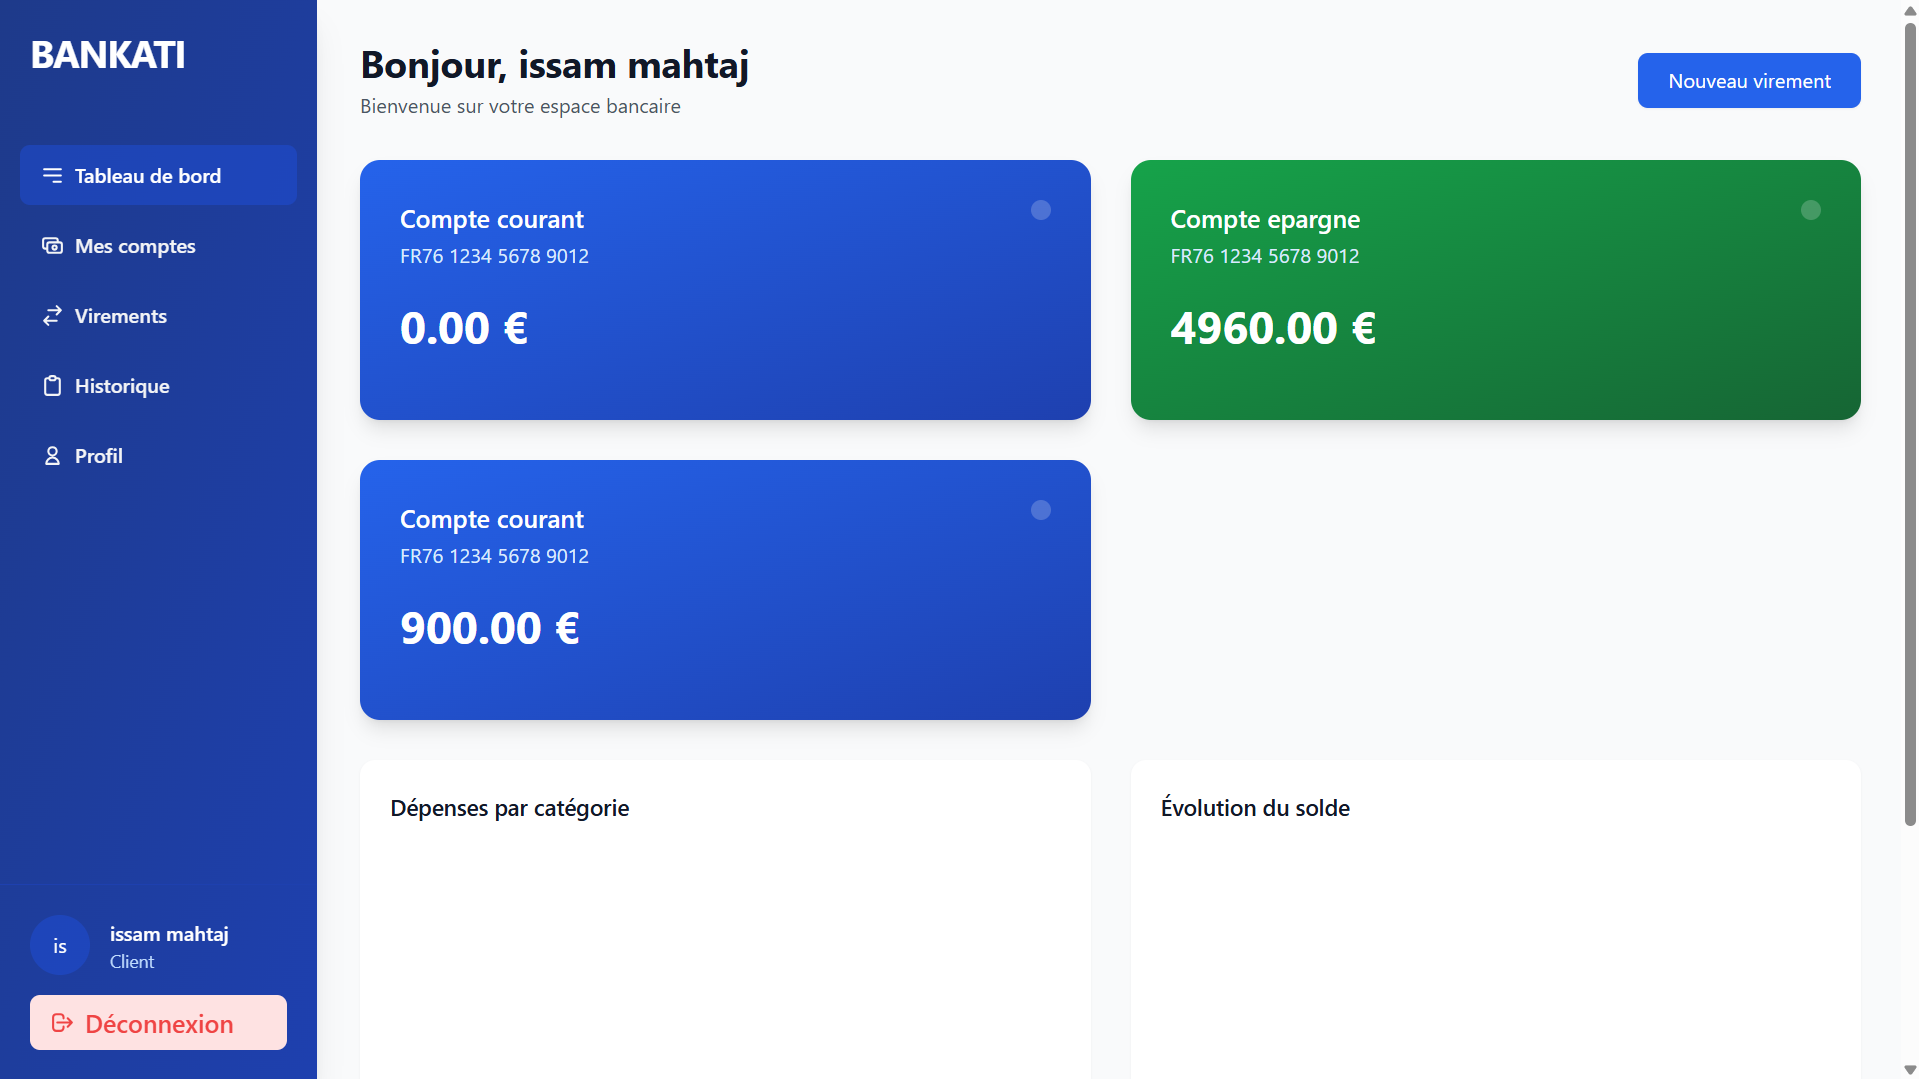 BANKATI
Tableau de bord
Mes comptes
Virements
Historique
Profil
is
issam mahtaj
Client
Déconnexion
Bonjour, issam mahtaj
Bienvenue sur votre espace bancaire
Nouveau virement
Compte courant
FR76 1234 5678 9012
0.00 €
Compte epargne
FR76 1234 5678 9012
4960.00 €
Compte courant
FR76 1234 5678 9012
900.00 €
Dépenses par catégorie
Évolution du solde